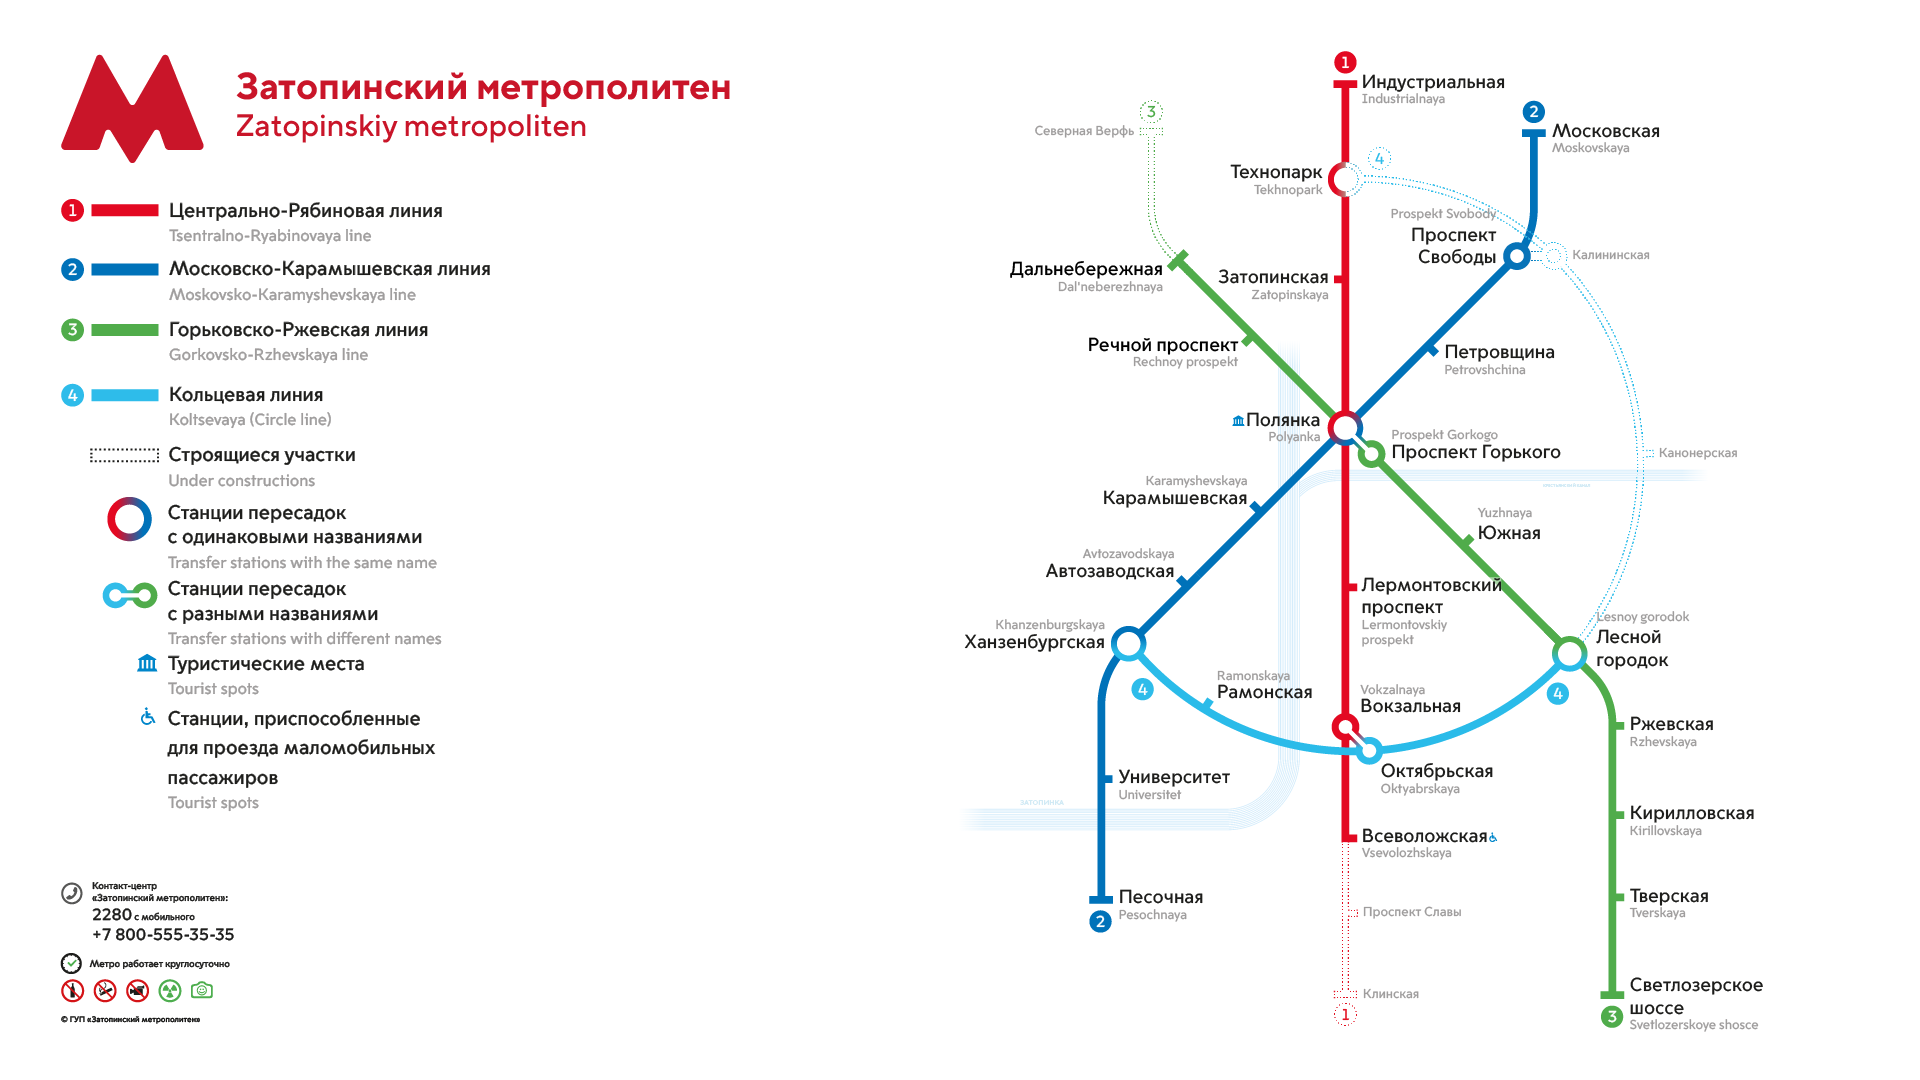 Затопинский метрополитен
Zatopinskiy metropoliten
1
Центрально-Рябиновая линия
Tsentralno-Ryabinovaya line
2
Московско-Карамышевская линия
Moskovsko-Karamyshevskaya line
3
Горьковско-Ржевская линия
Gorkovsko-Rzhevskaya line
4
Кольцевая линия
Koltsevaya (Circle line)
Строящиеся участки
Under constructions
Станции пересадок
с одинаковыми названиями
Transfer stations with the same name
Станции пересадок
с разными названиями
Transfer stations with different names
Туристические места
Tourist spots
Станции, приспособленные
для проезда маломобильных
пассажиров
Tourist spots
Контакт-центр
«Затопинский метрополитен»:
2280 с мобильного
+7 800-555-35-35
Метро работает круглосуточно
© ГУП «Затопинский метрополитен»
1
Индустриальная
Industrialnaya
3
Северная Верфь
2
Московская
Moskovskaya
4
Технопарк
Tekhnopark
Prospekt Svobody
Проспект
Свободы
Калининская
Дальнебережная
Dal'neberezhnaya
Затопинская
Zatopinskaya
Речной проспект
Rechnoy prospekt
Петровщина
Petrovshchina
Полянка
Polyanka
Prospekt Gorkogo
Проспект Горького
Канонерская
Karamyshevskaya
Карамышевская
Yuzhnaya
Южная
Avtozavodskaya
Автозаводская
Лермонтовский
проспект
Lermontovskiy
prospekt
Khanzenburgskaya
Ханзенбургская
Lesnoy gorodok
Лесной
городок
4
Ramonskaya
Рамонская
Vokzalnaya
Вокзальная
4
Ржевская
Rzhevskaya
Октябрьская
Oktyabrskaya
Университет
Universitet
ЗАТОПИНКА
Кирилловская
Kirillovskaya
Всеволожская
Vsevolozhskaya
Песочная
Pesochnaya
2
Проспект Славы
Тверская
Tverskaya
Клинская
1
Светлозерское
шоссе
Svetlozerskoye shosce
3